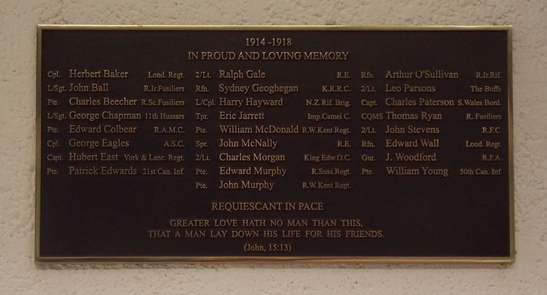 1914-1918
IN PROUD AND LOVING MEMORY
Cpl. Herbert Baker Lond. Regt.
L/Sgt. John Ball R.Ir.Fusiliers
Pte. Charles Beecher R.Sc.Fusiliers
L/Sgt. George Chapman 11th Hussars
Pte. Edward Colbear R.A.M.C.
Cpl. George Eagles A.S.C.
Capt. Hubert East York & Lanc. Regt.
Pte. Patrick Edwards 21st Can. Inf.
2/Lt. Ralph Gale R.E.
Rfn. Sydney Geoghegan K.R.R.C.
L/Cpl. Harry Hayward N.Z.Rif. Brig.
Tpr. Eric Jarrett Imp.Camel C.
Pte. William McDonald R.W.Kent Regt.
Spr. John McNally R.E.
2/Lt. Charles Morgan King Edw.O.C.
Pte. Edward Murphy R.Suss.Regt.
Pte. John Murphy R.W.Kent Regt.
Rfn. Arthur O'Sullivan R.Ir.Rif.
2/Lt. Leo Parsons The Buffs
Capt. Charles Paterson S.Wales Bord.
CQMS Thomas Ryan R. Fusiliers
2/Lt. John Stevens R.F.C.
Rfn. Edward Wall Lond. Regt.
Gnr. J. Woodford R.F.A.
Pte. William Young 50th Can. Inf.
REQUIESCANT IN PACE
GREATER LOVE HATH NO MAN THAN THIS,
THAT A MAN LAY DOWN HIS LIFE FOR HIS FRIENDS.
(John, 15:13)